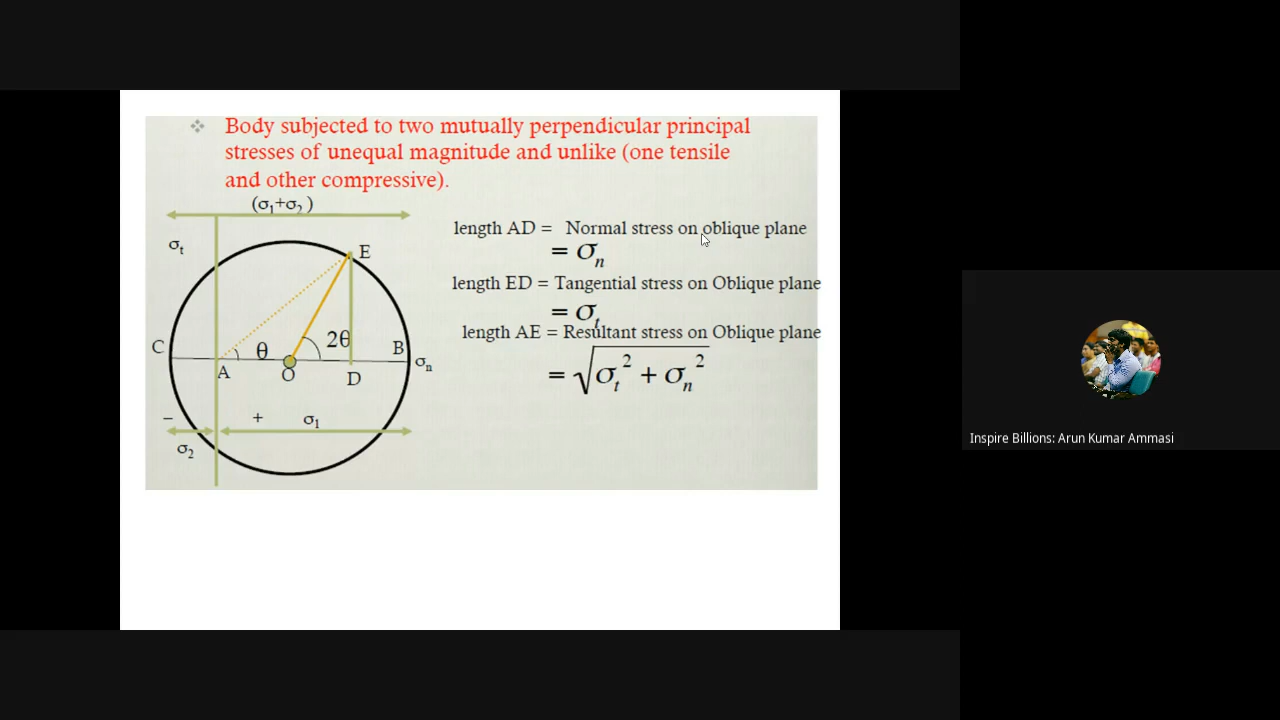 ❖ Body subjected to two mutually perpendicular principal
stresses of unequal magnitude and unlike (one tensile
and other compressive).
(σ₁+σ₂ )
σₜ
E
C
θ
2θ
B
σₙ
A
O
D
−
+
σ₁
σ₂
length AD = Normal stress on oblique plane
= σₙ
length ED = Tangential stress on Oblique plane
= σₜ
length AE = Resultant stress on Oblique plane
= √(σₜ² + σₙ²)
Inspire Billions: Arun Kumar Ammasi